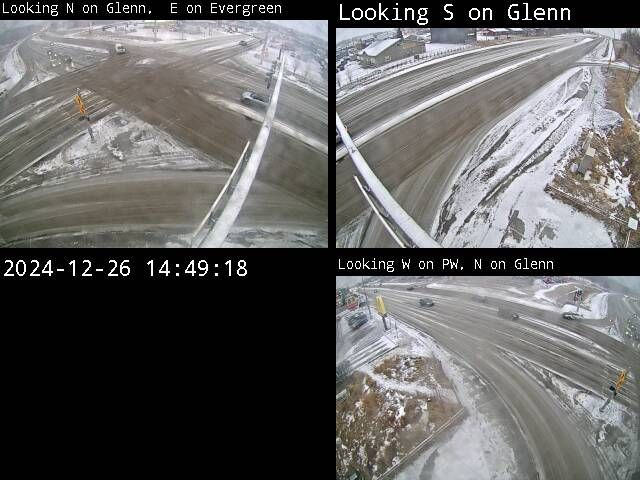 Looking N on Glenn,  E on Evergreen
Looking S on Glenn
2024-12-26 14:49:18
Looking W on PW, N on Glenn